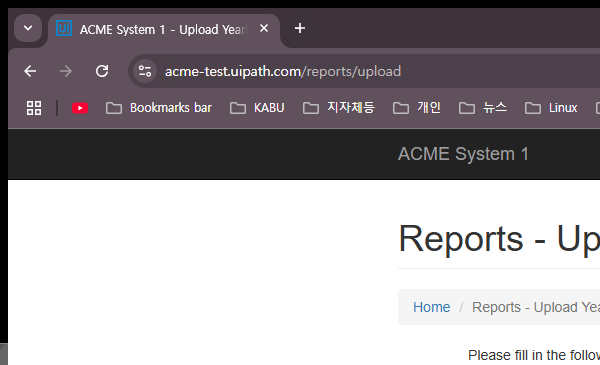 UI ACME System 1 - Upload Year
acme-test.uipath.com/reports/upload
Bookmarks bar KABU 지자체등 개인 뉴스 Linux
ACME System 1
Reports - Up
Home / Reports - Upload Yea
Please fill in the follow